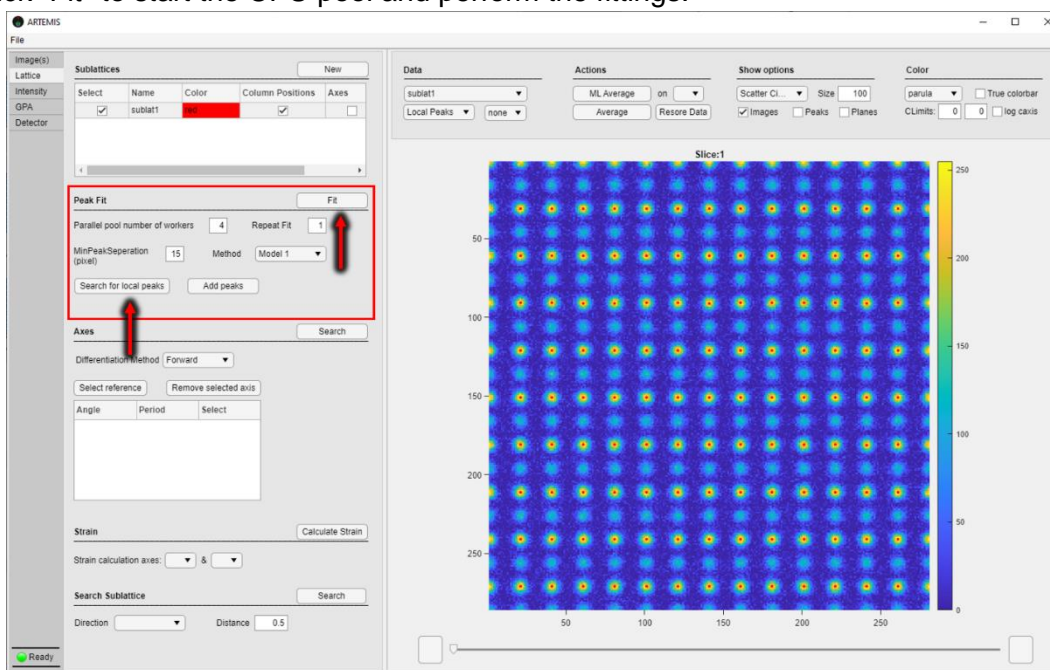 ck "Fit" to start the CPU pool and perform the fittings.
ARTEMIS
File
Image(s)
Lattice
Intensity
GPA
Detector
Sublattices
New
Select Name Color Column Positions Axes
sublat1 red
Peak Fit
Fit
Parallel pool number of workers 4 Repeat Fit 1
MinPeakSeperation
(pixel) 15 Method Model 1
Search for local peaks Add peaks
Axes
Search
Differentiation Method Forward
Select reference Remove selected axis
Angle Period Select
Strain
Calculate Strain
Strain calculation axes: &
Search Sublattice
Search
Direction Distance 0.5
Ready
Data Actions Show options Color
sublat1 ML Average on Scatter Ci... Size 100 parula True colorbar
Local Peaks none Average Resore Data Images Peaks Planes CLimits: 0 0 log caxis
Slice:1
50
100
150
200
250
50 100 150 200 250
250
200
150
100
50
0